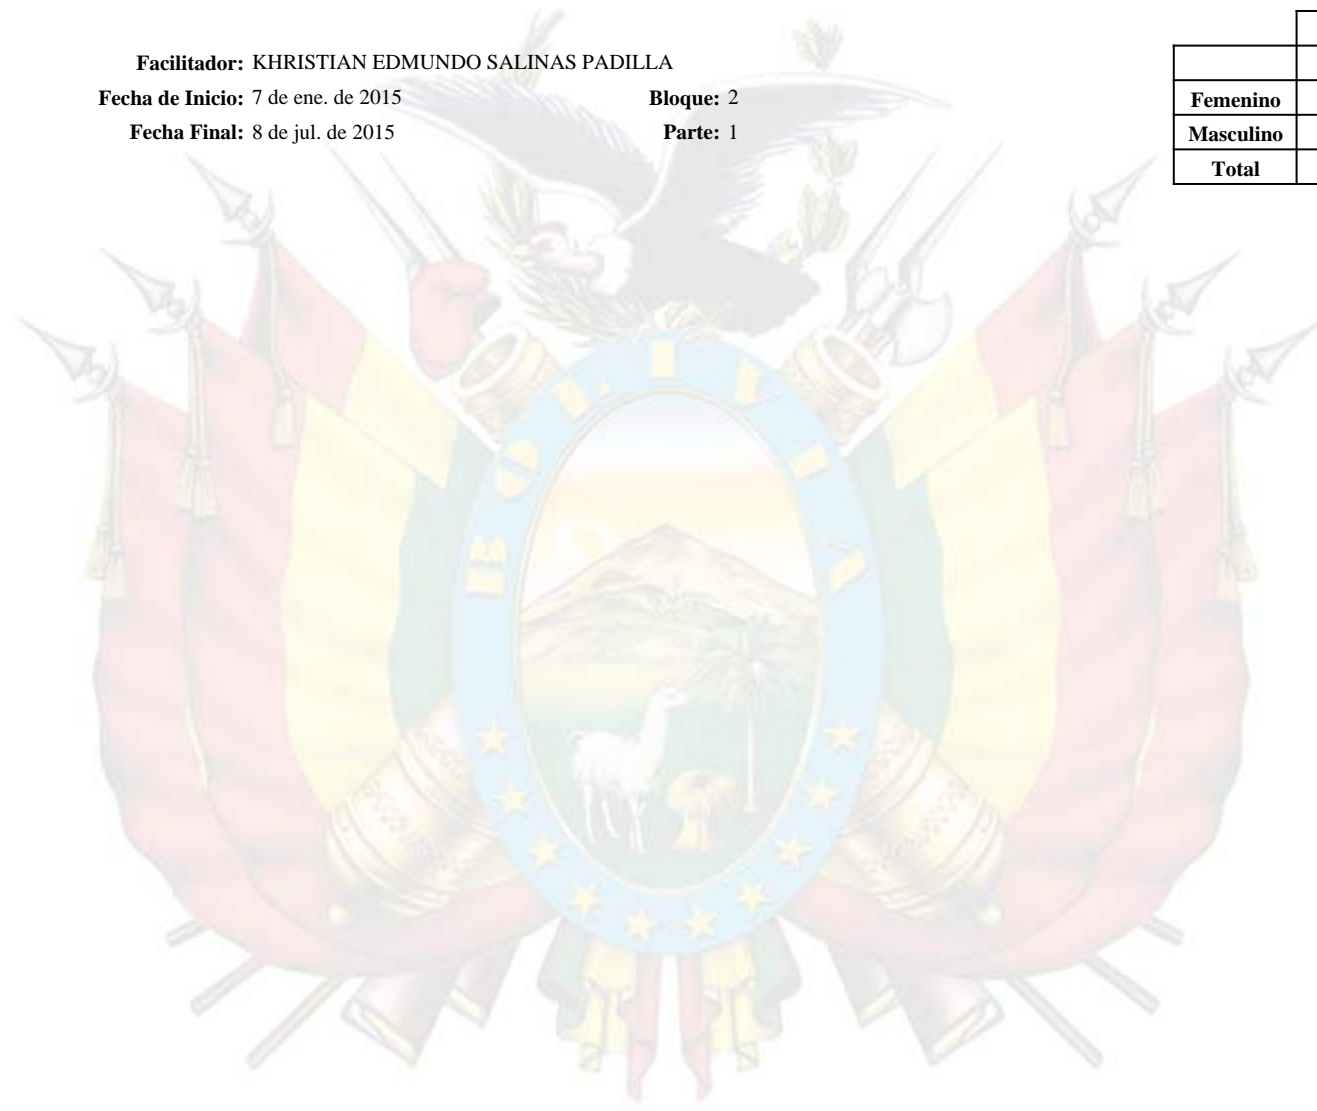 Facilitador: KHRISTIAN EDMUNDO SALINAS PADILLA
Fecha de Inicio: 7 de ene. de 2015 Bloque: 2
Fecha Final: 8 de jul. de 2015 Parte: 1
Femenino
Masculino
Total
BOLIVIA